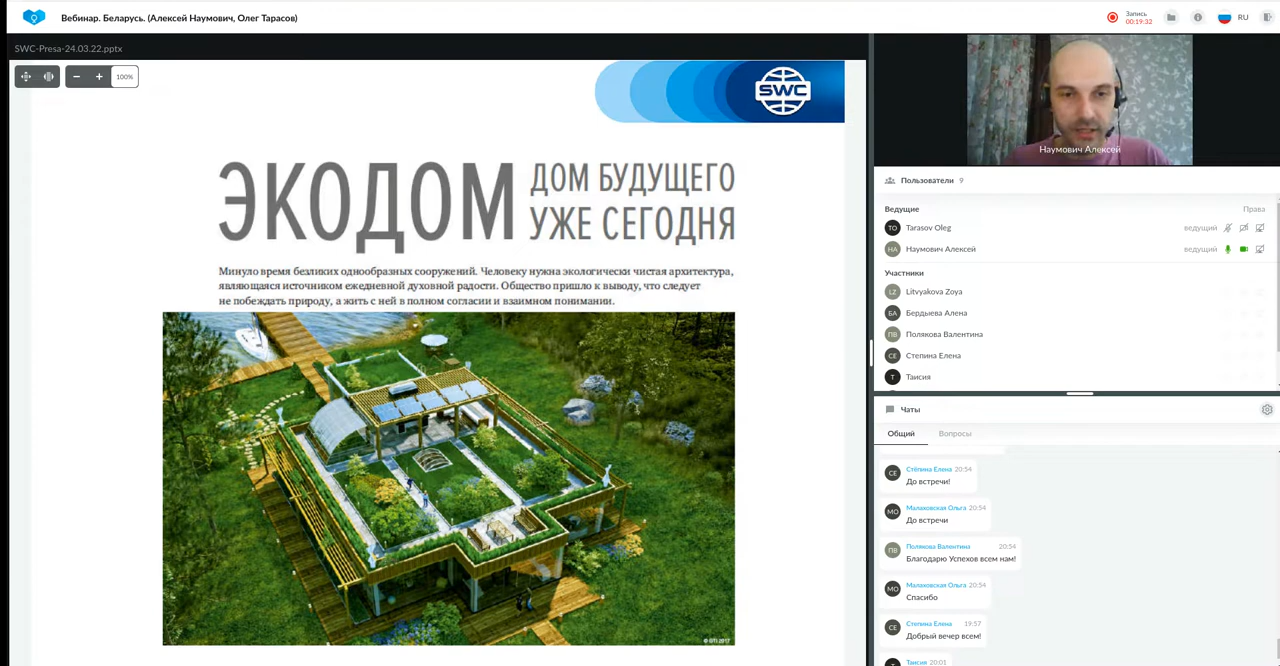 Вебинар. Беларусь. (Алексей Наумович, Олег Тарасов)
Запись
00:19:32
RU
SWC-Presa-24.03.22.pptx
100%
SWC
ЭКОДОМ
ДОМ БУДУЩЕГО
УЖЕ СЕГОДНЯ
Минуло время безликих однообразных сооружений. Человеку нужна экологически чистая архитектура,
являющаяся источником ежедневной духовной радости. Общество пришло к выводу, что следует
не побеждать природу, а жить с ней в полном согласии и взаимном понимании.
© GTI 2017
Наумович Алексей
Пользователи 9
Ведущие Права
TO Tarasov Oleg ведущий
НА Наумович Алексей ведущий
Участники
LZ Litvyakova Zoya
БА Бердыева Алена
ПВ Полякова Валентина
СЕ Степина Елена
Т Таисия
Чаты
Общий Вопросы
СЕ Стёпина Елена 20:54
До встречи!
МО Малаховская Ольга 20:54
До встречи
ПВ Полякова Валентина 20:54
Благодарю Успехов всем нам!
МО Малаховская Ольга 20:54
Спасибо
СЕ Степина Елена 19:57
Добрый вечер всем!
Т Таисия 20:01